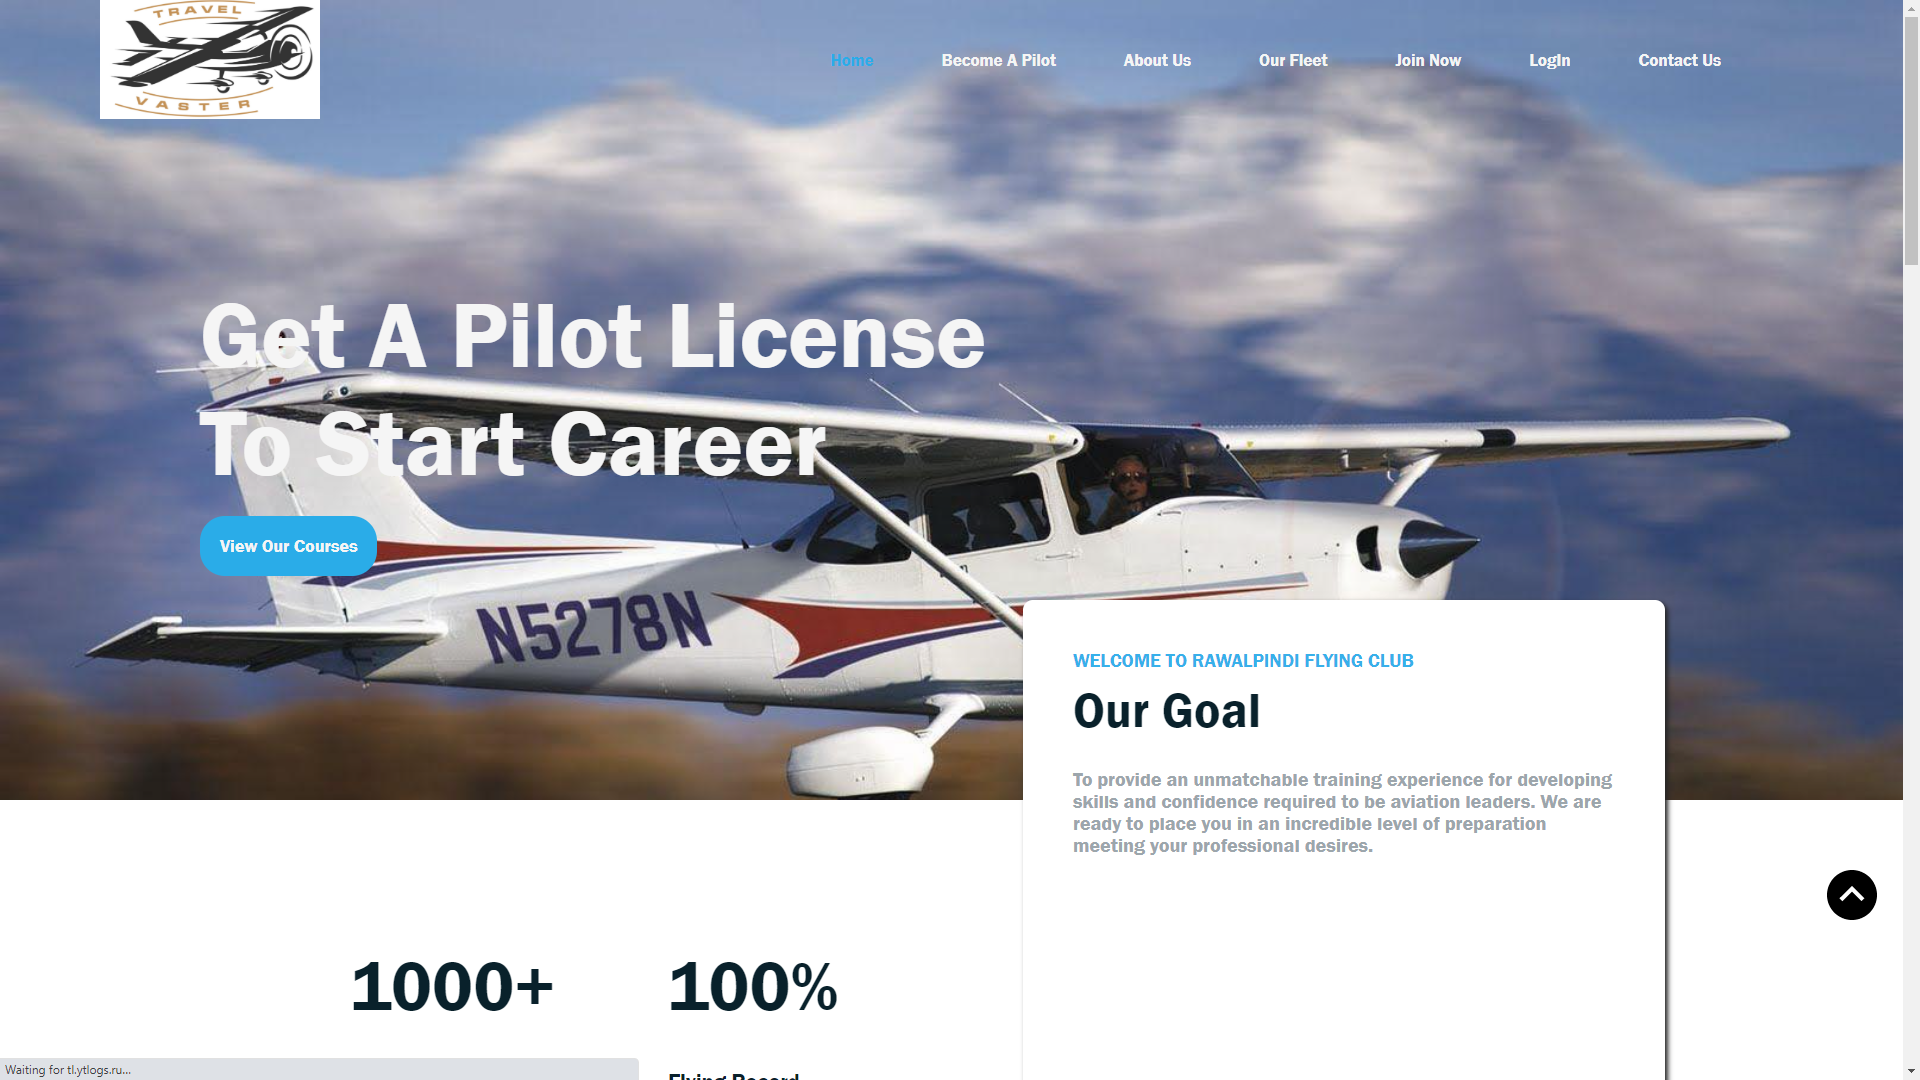 TRAVEL
VASTER
Home
Become A Pilot
About Us
Our Fleet
Join Now
LogIn
Contact Us
Get A Pilot License
To Start Career
View Our Courses
N5278N
WELCOME TO RAWALPINDI FLYING CLUB
Our Goal
To provide an unmatchable training experience for developing
skills and confidence required to be aviation leaders. We are
ready to place you in an incredible level of preparation
meeting your professional desires.
1000+
100%
Flying Record
Waiting for tl.ytlogs.ru...